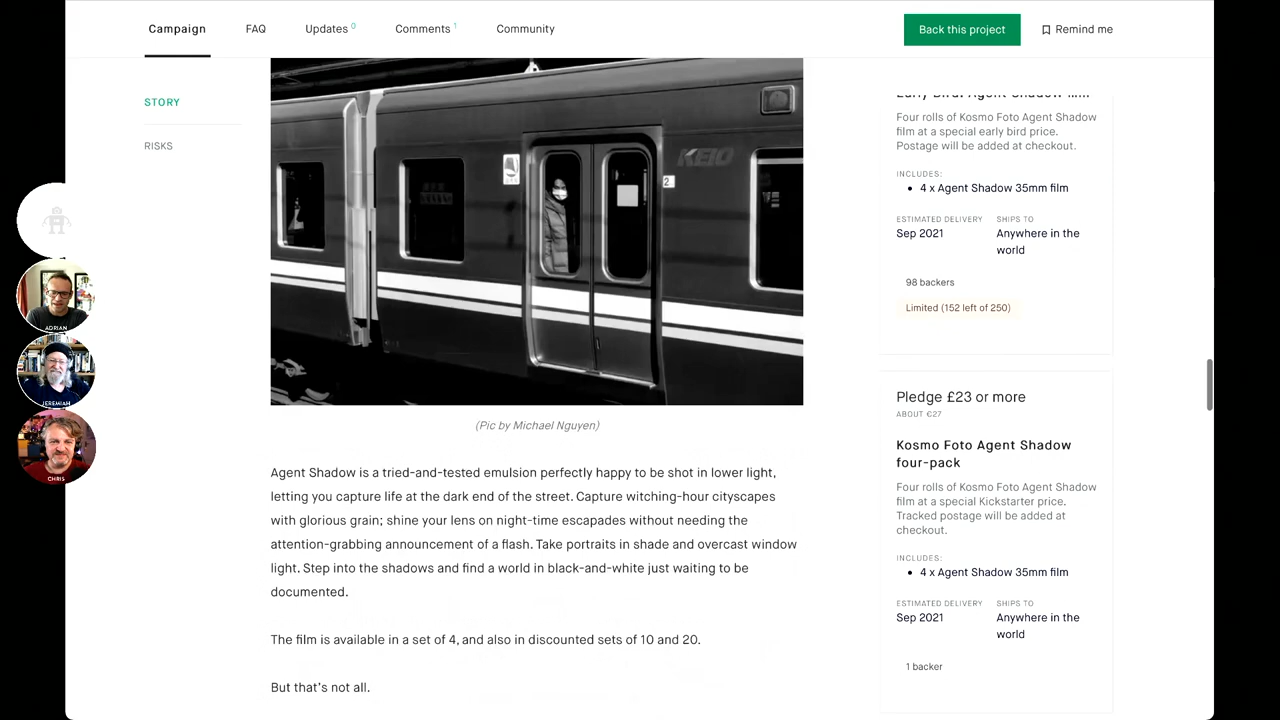 Campaign
FAQ
Updates 0
Comments 1
Community
Back this project
Remind me
STORY
RISKS
KEIO
2
ADRIAN
JEREMIAH
CHRIS
(Pic by Michael Nguyen)
Agent Shadow is a tried-and-tested emulsion perfectly happy to be shot in lower light,
letting you capture life at the dark end of the street. Capture witching-hour cityscapes
with glorious grain; shine your lens on night-time escapades without needing the
attention-grabbing announcement of a flash. Take portraits in shade and overcast window
light. Step into the shadows and find a world in black-and-white just waiting to be
documented.
The film is available in a set of 4, and also in discounted sets of 10 and 20.
But that's not all.
Early Bird: Agent Shadow film
Four rolls of Kosmo Foto Agent Shadow
film at a special early bird price.
Postage will be added at checkout.
INCLUDES:
• 4 x Agent Shadow 35mm film
ESTIMATED DELIVERY
Sep 2021
SHIPS TO
Anywhere in the
world
98 backers
Limited (152 left of 250)
Pledge £23 or more
ABOUT €27
Kosmo Foto Agent Shadow
four-pack
Four rolls of Kosmo Foto Agent Shadow
film at a special Kickstarter price.
Tracked postage will be added at
checkout.
INCLUDES:
• 4 x Agent Shadow 35mm film
ESTIMATED DELIVERY
Sep 2021
SHIPS TO
Anywhere in the
world
1 backer